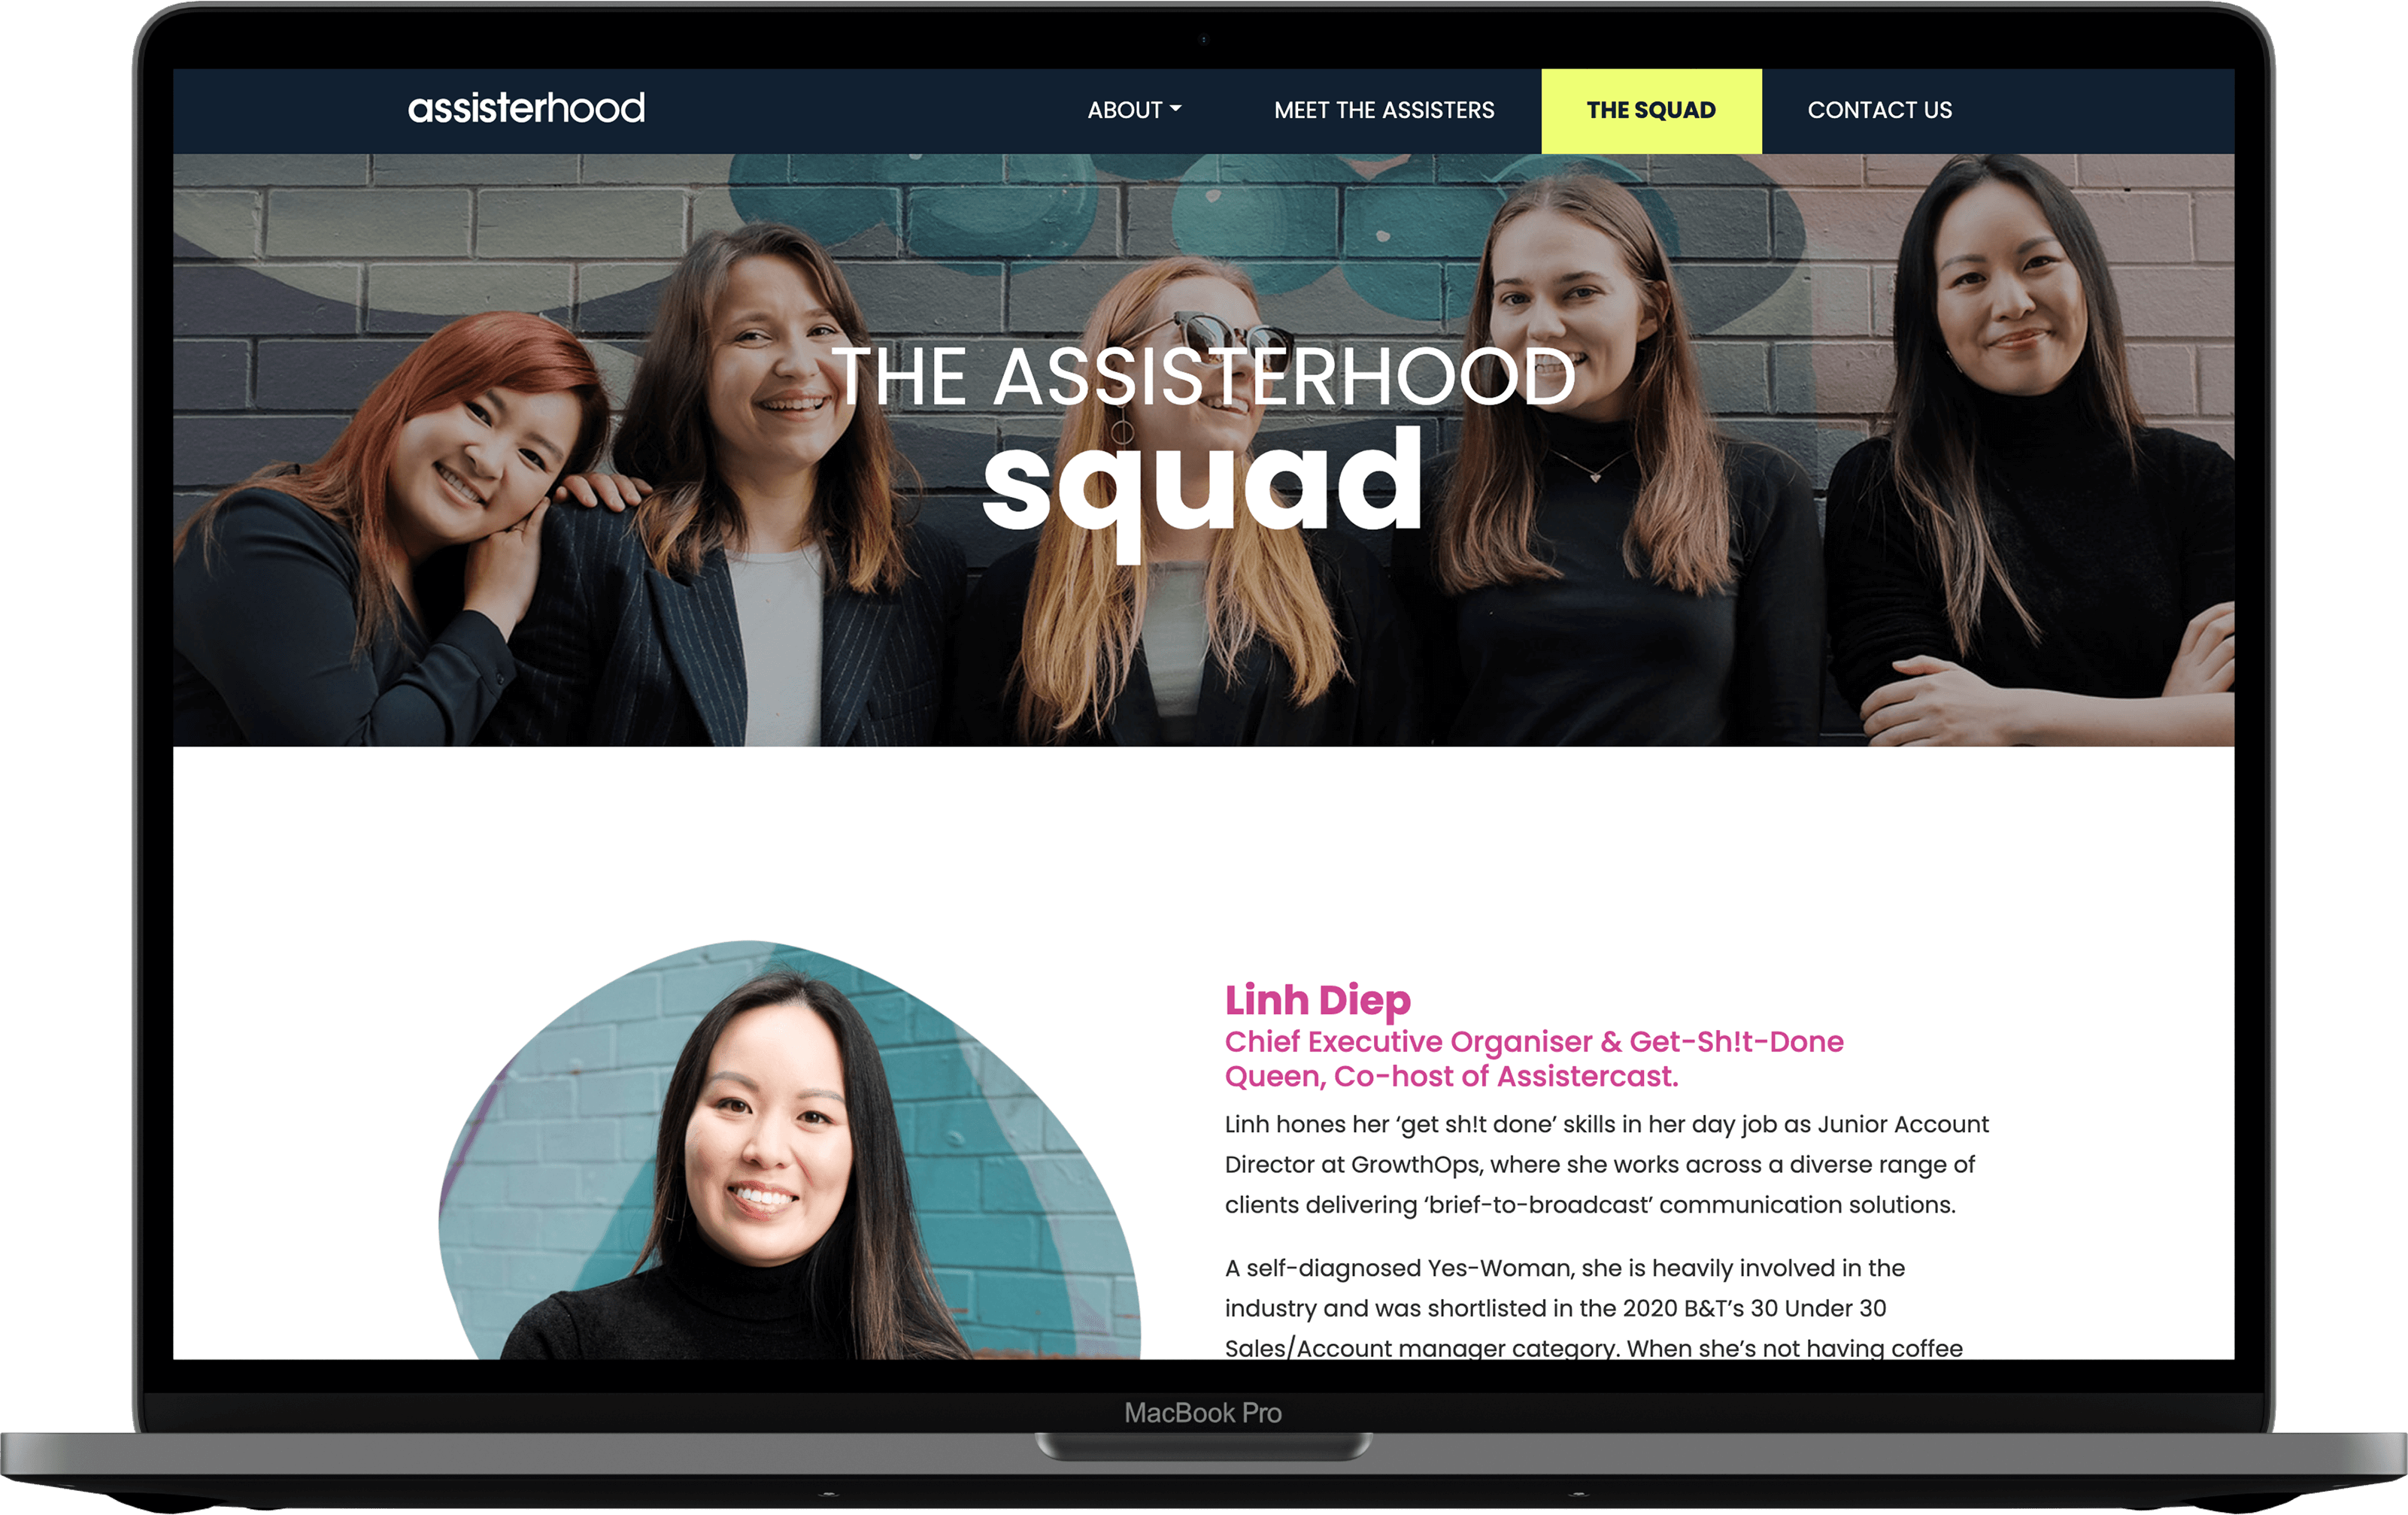 assisterhood
ABOUT
MEET THE ASSISTERS
THE SQUAD
CONTACT US
THE ASSISTERHOOD
squad
Linh Diep
Chief Executive Organiser & Get-Sh!t-Done
Queen, Co-host of Assistercast.
Linh hones her ‘get sh!t done’ skills in her day job as Junior Account
Director at GrowthOps, where she works across a diverse range of
clients delivering ‘brief-to-broadcast’ communication solutions.
A self-diagnosed Yes-Woman, she is heavily involved in the
industry and was shortlisted in the 2020 B&T’s 30 Under 30
Sales/Account manager category. When she’s not having coffee
MacBook Pro